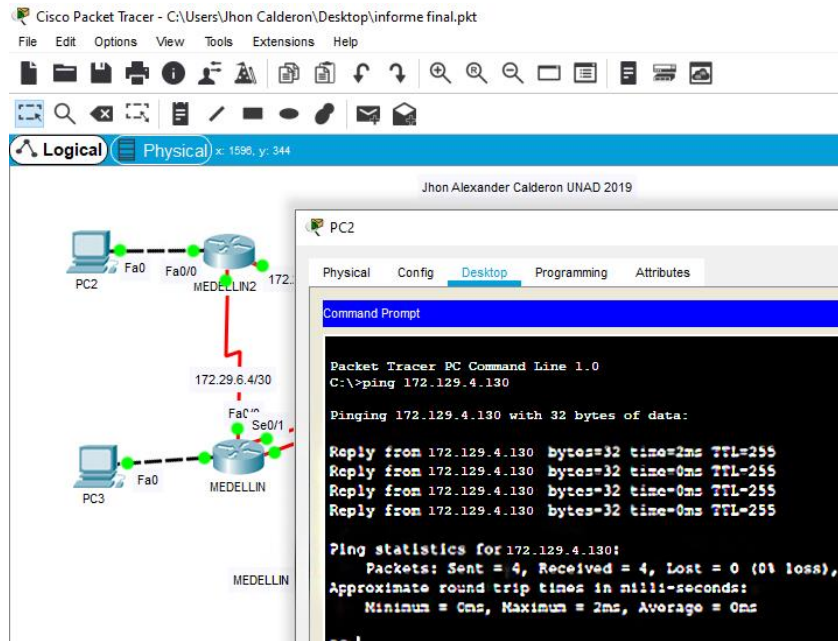 Cisco Packet Tracer - C:\Users\Jhon Calderon\Desktop\informe final.pkt
File Edit Options View Tools Extensions Help
Logical Physical x: 1596, y: 344
Jhon Alexander Calderon UNAD 2019
PC2
Physical Config Desktop Programming Attributes
Command Prompt
Packet Tracer PC Command Line 1.0
C:\>ping 172.129.4.130
Pinging 172.129.4.130 with 32 bytes of data:
Reply from 172.129.4.130 bytes=32 time=2ms TTL=255
Reply from 172.129.4.130 bytes=32 time=0ms TTL=255
Reply from 172.129.4.130 bytes=32 time=0ms TTL=255
Reply from 172.129.4.130 bytes=32 time=0ms TTL=255
Ping statistics for 172.129.4.130:
Packets: Sent = 4, Received = 4, Lost = 0 (0% loss),
Approximate round trip times in milli-seconds:
Minimum = 0ms, Maximum = 2ms, Average = 0ms
Fa0 Fa0/0
PC2 MEDELLIN2 172.
172.29.6.4/30
Se0/1
Fa0
PC3 MEDELLIN
MEDELLIN